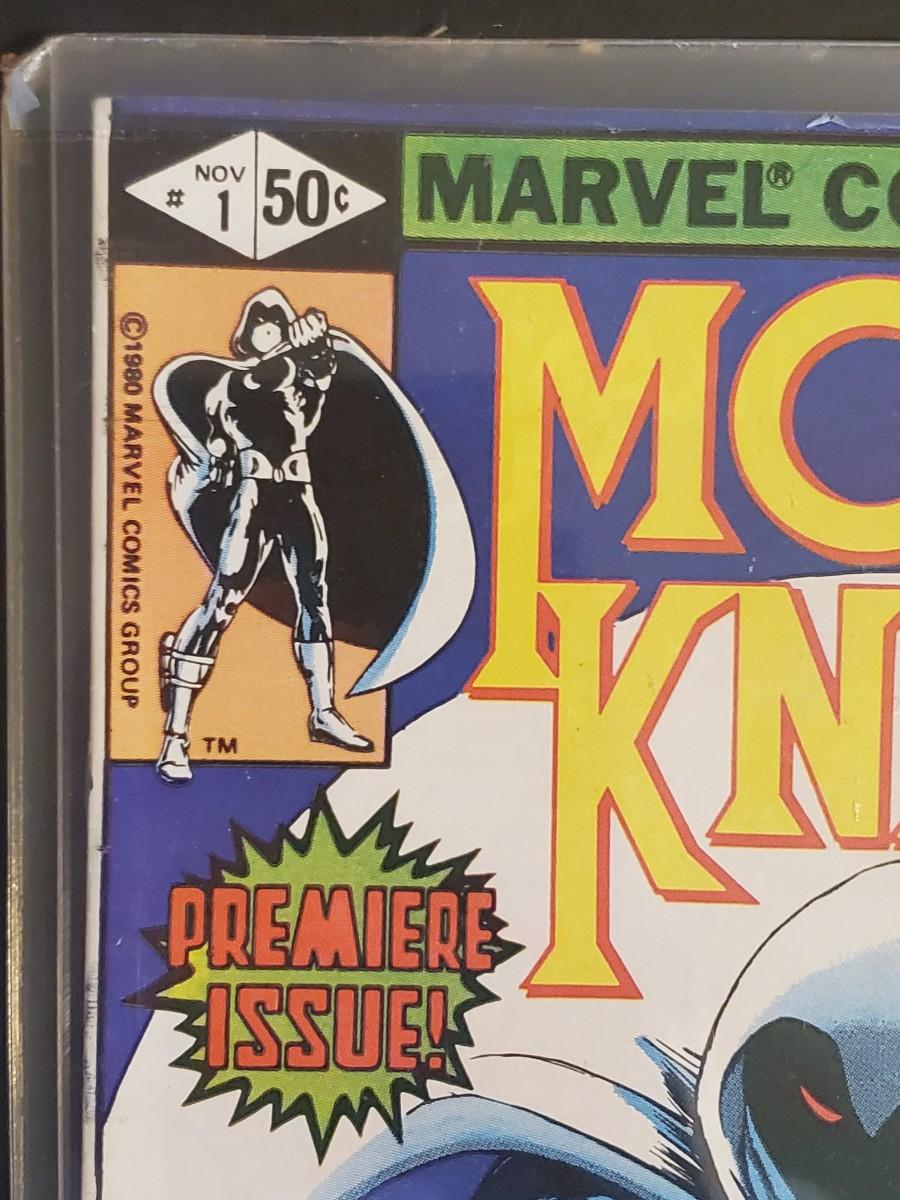 NOV
# 1 50¢
MARVEL® CO
©1980 MARVEL COMICS GROUP
TM
MO
KN
PREMIERE
ISSUE!